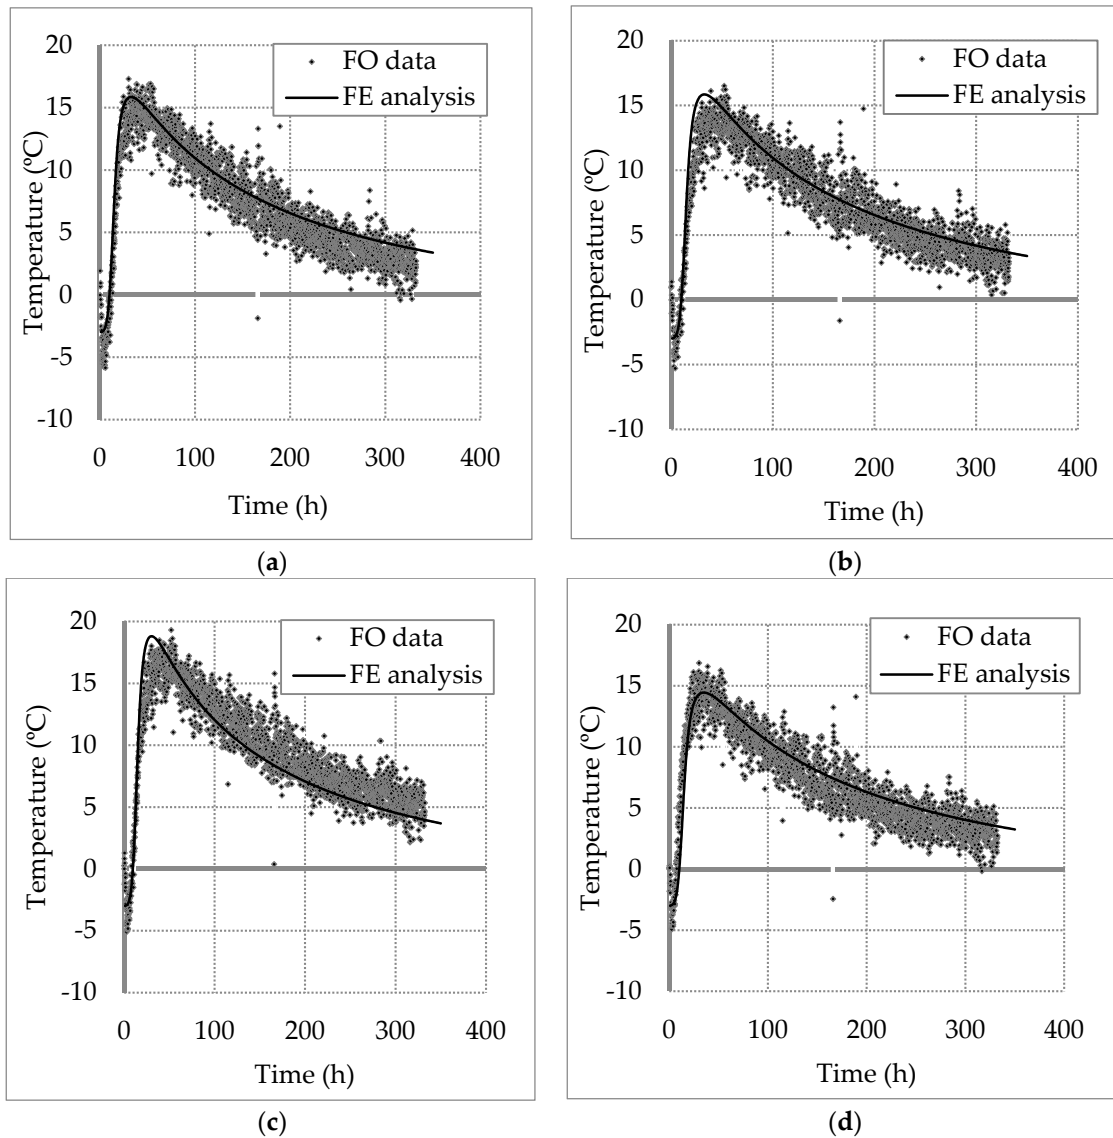 20
15
10
5
0
-5
-10
Temperature (ºC)
FO data
FE analysis
0 100 200 300 400
Time (h)
(a)
20
15
10
5
0
-5
-10
Temperature (ºC)
FO data
FE analysis
0 100 200 300 400
Time (h)
(b)
20
15
10
5
0
-5
-10
Temperature (ºC)
FO data
FE analysis
0 100 200 300 400
Time (h)
(c)
20
15
10
5
0
-5
-10
Temperature (ºC)
FO data
FE analysis
0 100 200 300 400
Time (h)
(d)